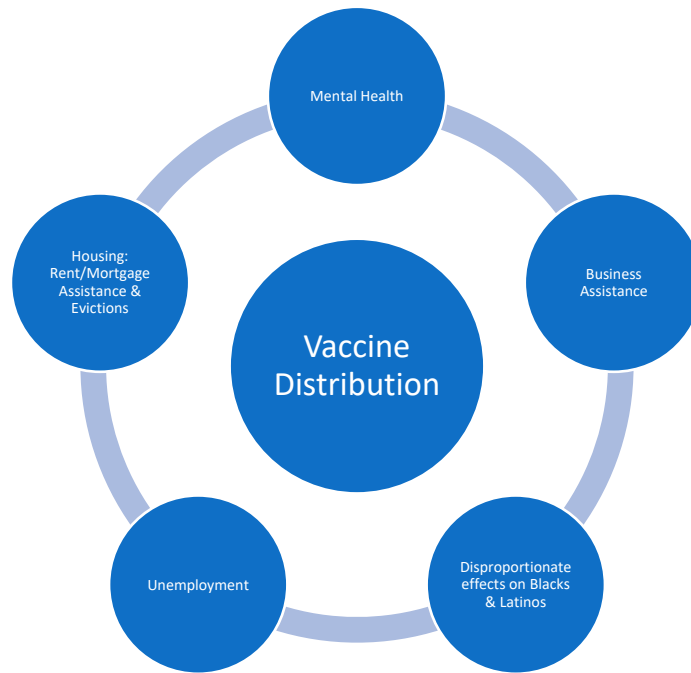 Mental Health
Business
Assistance
Disproportionate
effects on Blacks
& Latinos
Unemployment
Housing:
Rent/Mortgage
Assistance &
Evictions
Vaccine
Distribution